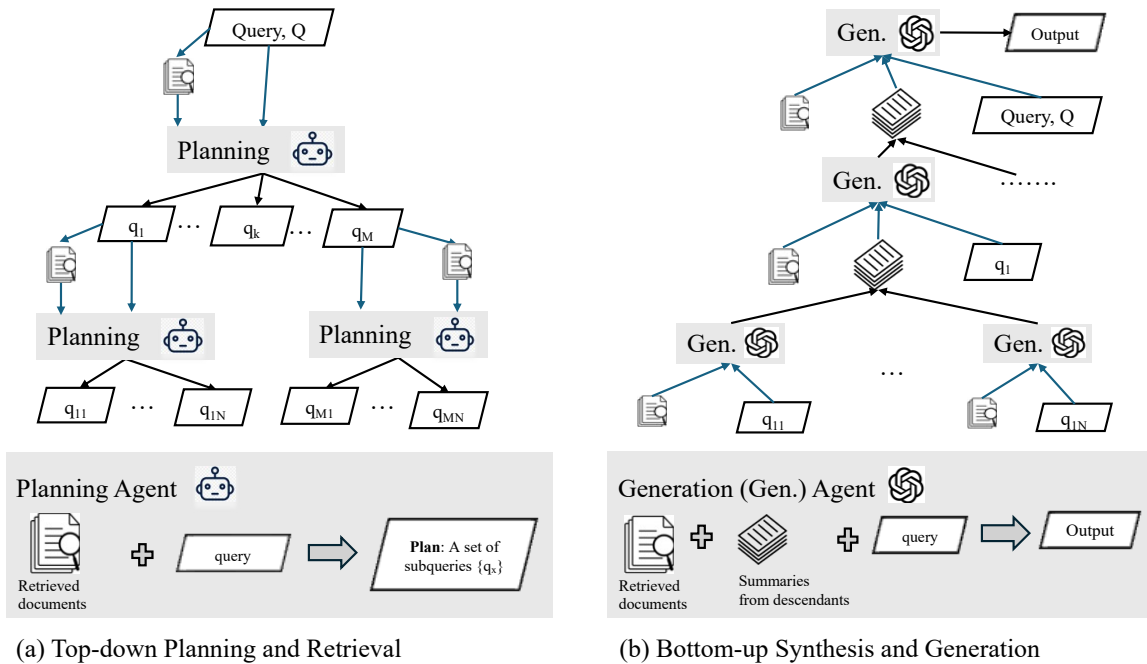 Query, Q
Planning
q1 ... qk ... qM
Planning
Planning
q11 ... q1N
qM1 ... qMN
Planning Agent
Retrieved
documents
query
Plan: A set of
subqueries {qx}
(a) Top-down Planning and Retrieval
Gen.
Output
Query, Q
Gen.
.......
q1
Gen.
...
Gen.
q11
q1N
Generation (Gen.) Agent
Retrieved
documents
Summaries
from descendants
query
Output
(b) Bottom-up Synthesis and Generation